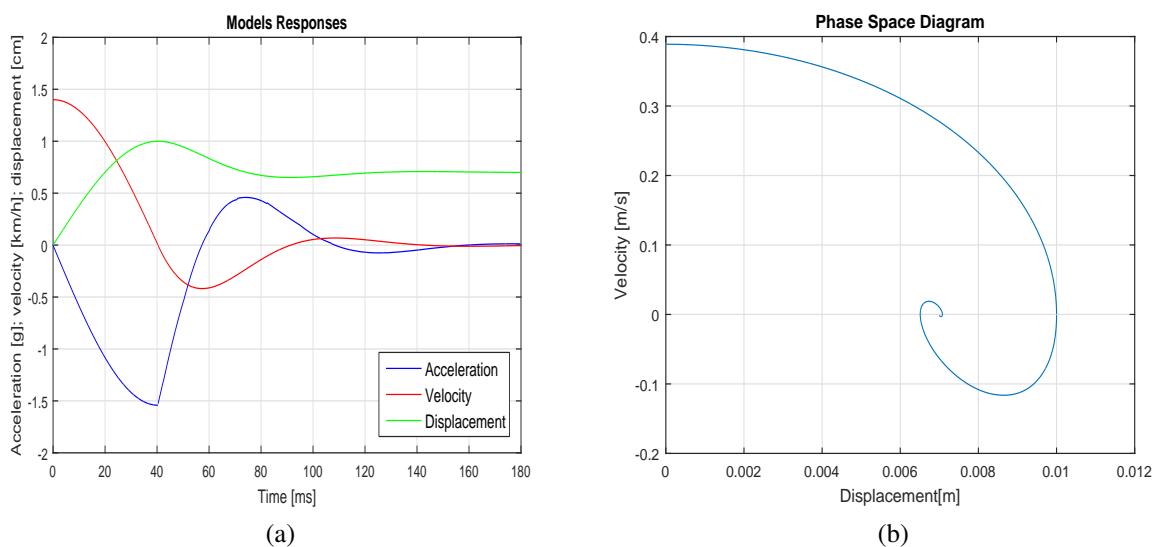 Models Responses
Acceleration [g]; velocity [km/h]; displacement [cm]
2
1.5
1
0.5
0
-0.5
-1
-1.5
-2
0 20 40 60 80 100 120 140 160 180
Time [ms]
Acceleration
Velocity
Displacement
(a)
Phase Space Diagram
Velocity [m/s]
0.4
0.3
0.2
0.1
0
-0.1
-0.2
0 0.002 0.004 0.006 0.008 0.01 0.012
Displacement[m]
(b)